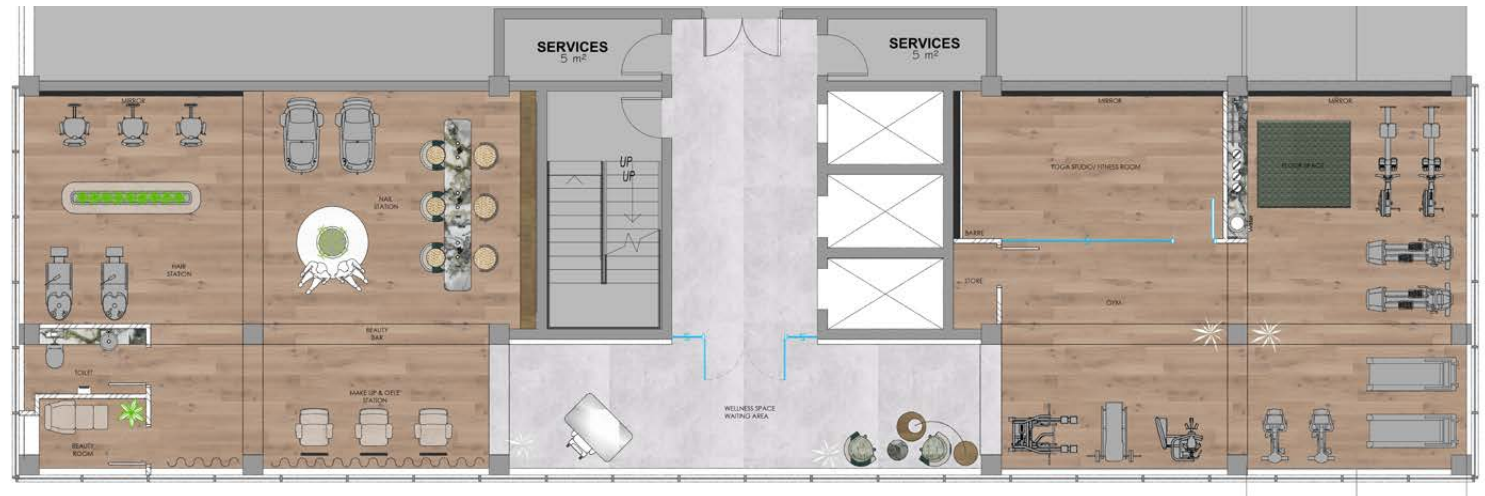 SERVICES
5 m²
SERVICES
5 m²
MIRROR
MIRROR
MIRROR
UP
UP
YOGA STUDIO/ FITNESS ROOM
FLOOR SPACE
NAIL
STATION
BARRE
HAIR
STATION
STORE
GYM
BEAUTY
BAR
TOILET
MAKE UP & GELE
STATION
WELLNESS SPACE
WAITING AREA
BEAUTY
ROOM